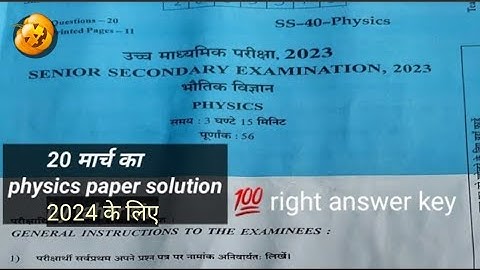 Questions – 20
rinted Pages – 11
SS-40-Physics
उच्च माध्यमिक परीक्षा, 2023
SENIOR SECONDARY EXAMINATION, 2023
भौतिक विज्ञान
PHYSICS
समय : 3 घण्टे 15 मिनिट
पूर्णांक : 56
20 मार्च का
physics paper solution
2024 के लिए
💯 right answer key
GENERAL INSTRUCTIONS TO THE EXAMINEES :
1) परीक्षार्थी सर्वप्रथम अपने प्रश्न पत्र पर नामांक अनिवार्यतः लिखें।